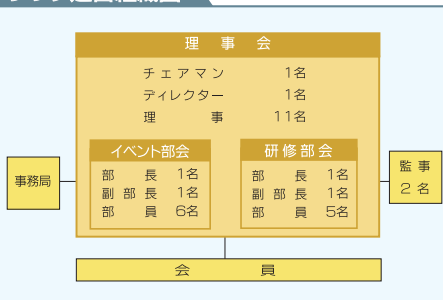 理事会
チェアマン 1名
ディレクター 1名
理事 11名
イベント部会
部長 1名
副部長 1名
部員 6名
研修部会
部長 1名
副部長 1名
部員 5名
事務局
監事
2名
会員